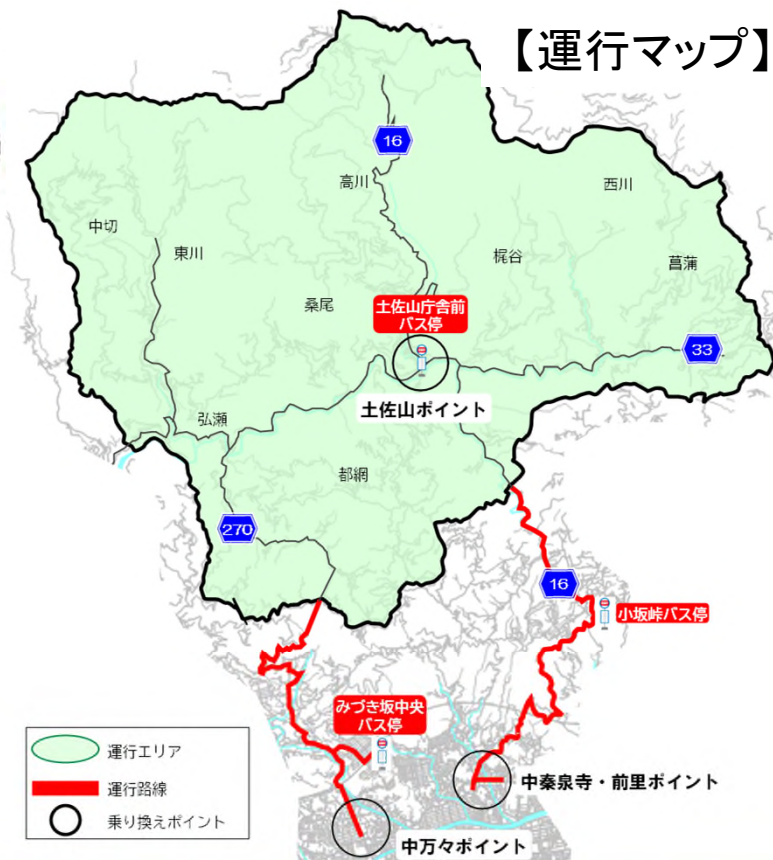 【運行マップ】
16
高川
西川
中切
東川
梶谷
菖蒲
桑尾
土佐山庁舎前
バス停
33
土佐山ポイント
弘瀬
都網
270
16
小坂峠バス停
みづき坂中央
バス停
中秦泉寺・前里ポイント
中万々ポイント
運行エリア
運行路線
乗り換えポイント